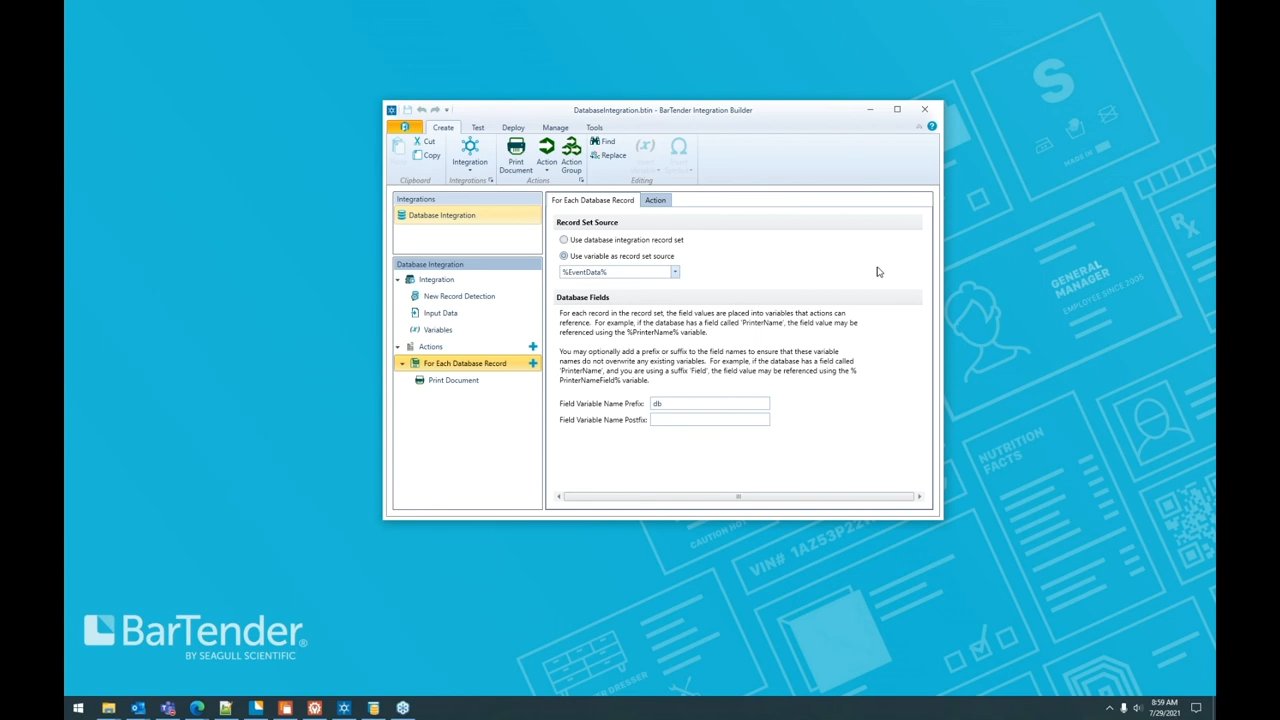 DatabaseIntegration.btin - BarTender Integration Builder
Create Test Deploy Manage Tools
Cut
Copy
Clipboard
Integration
Integrations
Print Document
Action
Action Group
Actions
Find
Replace
Editing
Integrations
Database Integration
Database Integration
Integration
New Record Detection
Input Data
(x) Variables
Actions
For Each Database Record
Print Document
For Each Database Record Action
Record Set Source
Use database integration record set
Use variable as record set source
%EventData%
Database Fields
For each record in the record set, the field values are placed into variables that actions can
reference. For example, if the database has a field called 'PrinterName', the field value may be
referenced using the %PrinterName% variable.
You may optionally add a prefix or suffix to the field names to ensure that these variable
names do not overwrite any existing variables. For example, if the database has a field called
'PrinterName', and you are using a suffix 'Field', the field value may be referenced using the %
PrinterNameField% variable.
Field Variable Name Prefix: db
Field Variable Name Postfix:
S
MADE IN
Rx
GENERAL
MANAGER
EMPLOYEE SINCE 2005
NUTRITION
FACTS
CAUTION HOT
DRESSER
BarTender®
BY SEAGULL SCIENTIFIC
8:59 AM
7/29/2021